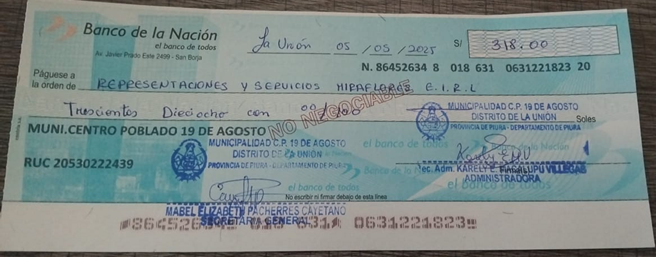 Banco de la Nación
el banco de todos
Av. Javier Prado Este 2499 - San Borja
La Unión 05/05/2025 S/ 318.00
N. 86452634 8 018 631 0631221823 20
Páguese a
la orden de REPRESENTACIONES Y SERVICIOS MIRAFLORES E.I.R.L
Trescientos Dieciocho con 00/100 Soles
NO NEGOCIABLE
MUNI.CENTRO POBLADO 19 DE AGOSTO
RUC 20530222439
MUNICIPALIDAD C.P. 19 DE AGOSTO
DISTRITO DE LA UNIÓN
PROVINCIA DE PIURA - DEPARTAMENTO DE PIURA
MUNICIPALIDAD C.P. 19 DE AGOSTO
DISTRITO DE LA UNIÓN
PROVINCIA DE PIURA - DEPARTAMENTO DE PIURA
el banco de todos
Tec. Adm. KARELY VILLEGAS
ADMINISTRADORA
No escribir ni firmar debajo de esta línea
MABEL ELIZABETH PACHERRES CAYETANO
SECRETARIA GENERAL
0631221823